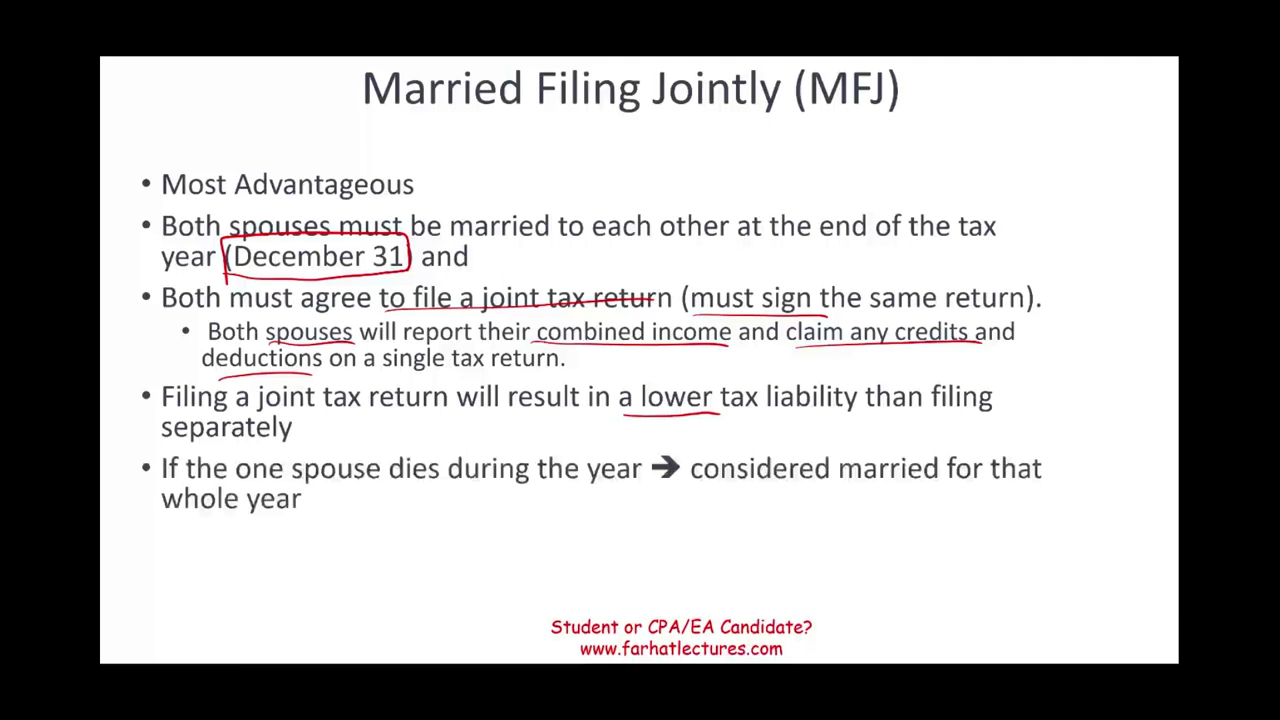 Married Filing Jointly (MFJ)
• Most Advantageous
• Both spouses must be married to each other at the end of the tax
year (December 31) and
• Both must agree to file a joint tax return (must sign the same return).
• Both spouses will report their combined income and claim any credits and
deductions on a single tax return.
• Filing a joint tax return will result in a lower tax liability than filing
separately
• If the one spouse dies during the year ➔ considered married for that
whole year
Student or CPA/EA Candidate?
www.farhatlectures.com